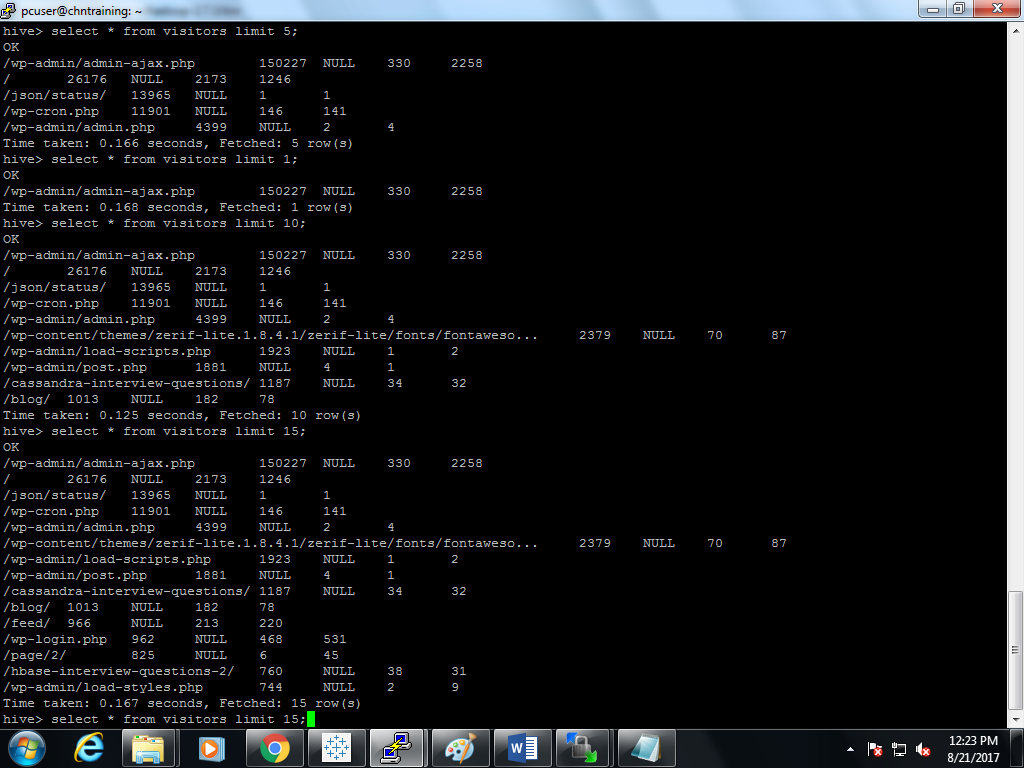 pcuser@chntraining: ~
hive> select * from visitors limit 5;
OK
/wp-admin/admin-ajax.php 150227 NULL 330 2258
/ 26176 NULL 2173 1246
/json/status/ 13965 NULL 1 1
/wp-cron.php 11901 NULL 146 141
/wp-admin/admin.php 4399 NULL 2 4
Time taken: 0.166 seconds, Fetched: 5 row(s)
hive> select * from visitors limit 1;
OK
/wp-admin/admin-ajax.php 150227 NULL 330 2258
Time taken: 0.168 seconds, Fetched: 1 row(s)
hive> select * from visitors limit 10;
OK
/wp-admin/admin-ajax.php 150227 NULL 330 2258
/ 26176 NULL 2173 1246
/json/status/ 13965 NULL 1 1
/wp-cron.php 11901 NULL 146 141
/wp-admin/admin.php 4399 NULL 2 4
/wp-content/themes/zerif-lite.1.8.4.1/zerif-lite/fonts/fontaweso... 2379 NULL 70 87
/wp-admin/load-scripts.php 1923 NULL 1 2
/wp-admin/post.php 1881 NULL 4 1
/cassandra-interview-questions/ 1187 NULL 34 32
/blog/ 1013 NULL 182 78
Time taken: 0.125 seconds, Fetched: 10 row(s)
hive> select * from visitors limit 15;
OK
/wp-admin/admin-ajax.php 150227 NULL 330 2258
/ 26176 NULL 2173 1246
/json/status/ 13965 NULL 1 1
/wp-cron.php 11901 NULL 146 141
/wp-admin/admin.php 4399 NULL 2 4
/wp-content/themes/zerif-lite.1.8.4.1/zerif-lite/fonts/fontaweso... 2379 NULL 70 87
/wp-admin/load-scripts.php 1923 NULL 1 2
/wp-admin/post.php 1881 NULL 4 1
/cassandra-interview-questions/ 1187 NULL 34 32
/blog/ 1013 NULL 182 78
/feed/ 966 NULL 213 220
/wp-login.php 962 NULL 468 531
/page/2/ 825 NULL 6 45
/hbase-interview-questions-2/ 760 NULL 38 31
/wp-admin/load-styles.php 744 NULL 2 9
Time taken: 0.167 seconds, Fetched: 15 row(s)
hive> select * from visitors limit 15;
12:23 PM
8/21/2017